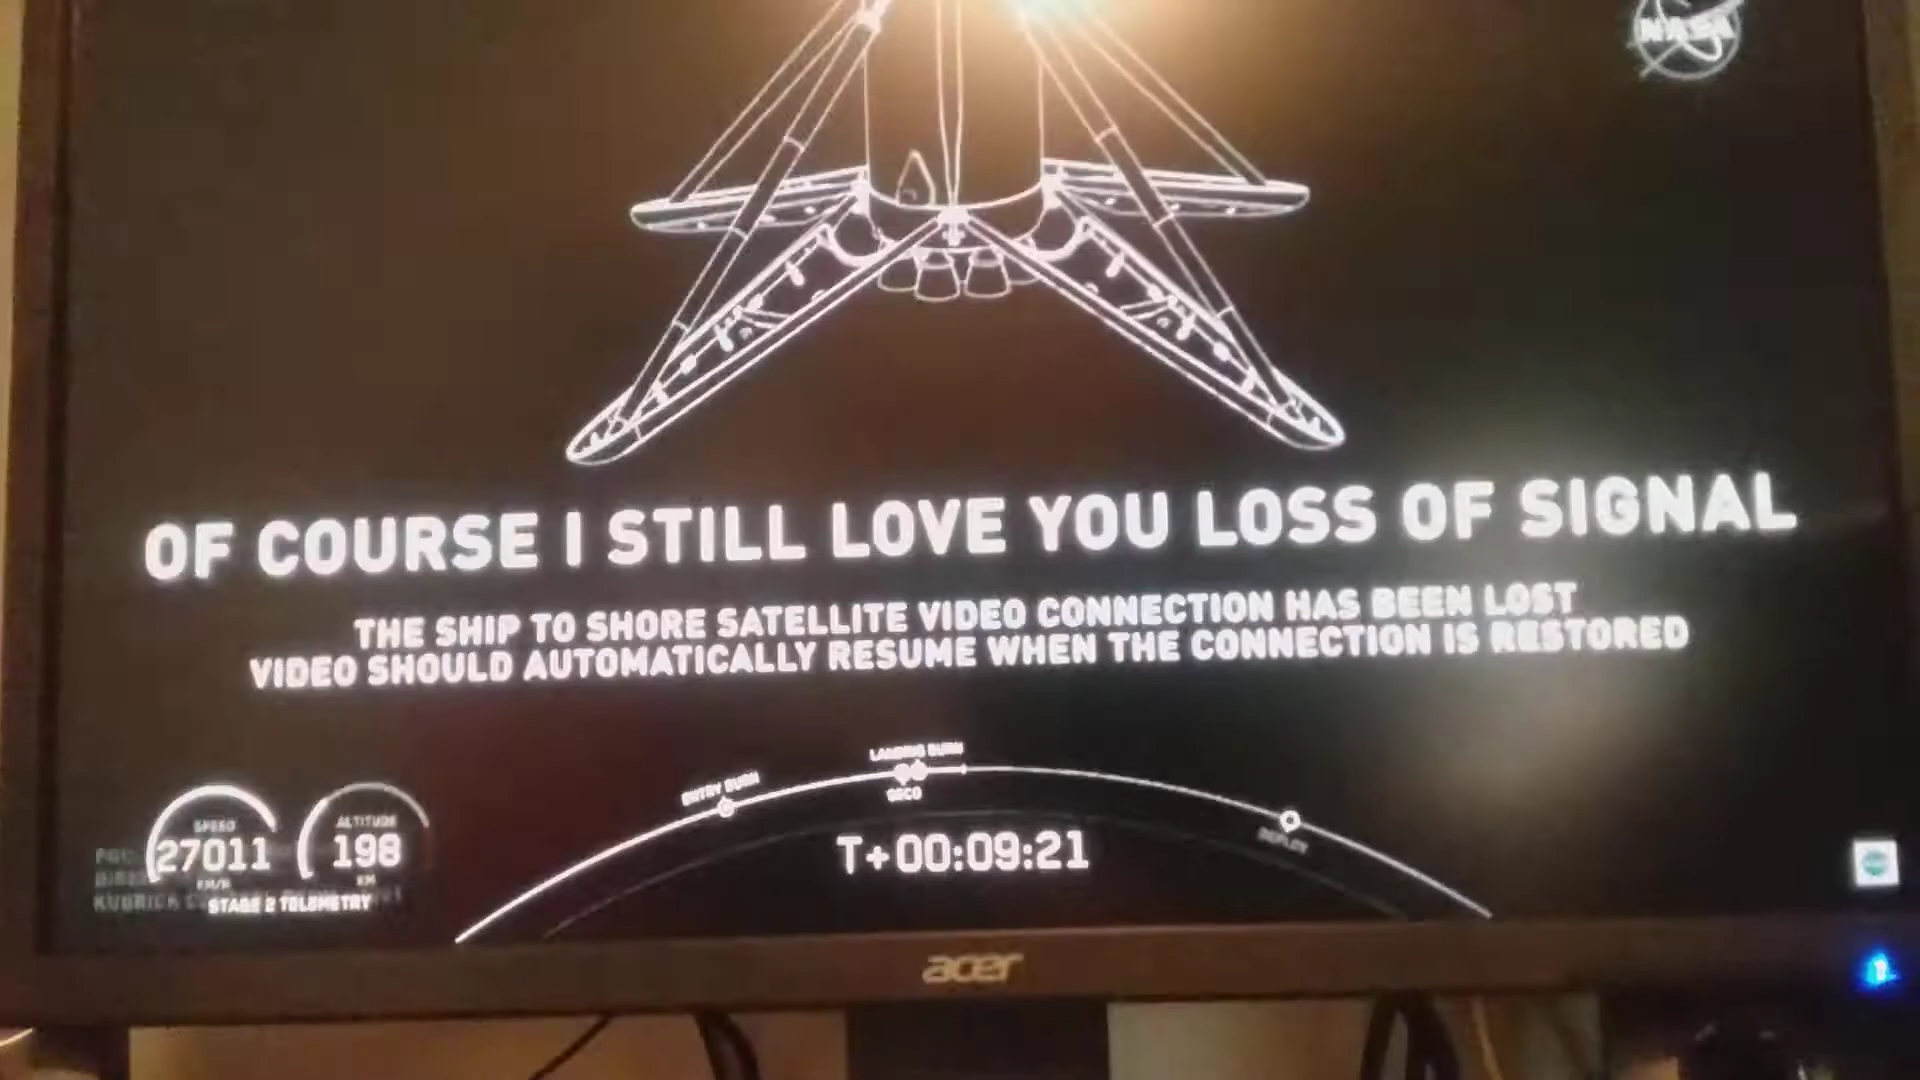 NASA
OF COURSE I STILL LOVE YOU LOSS OF SIGNAL
THE SHIP TO SHORE SATELLITE VIDEO CONNECTION HAS BEEN LOST
VIDEO SHOULD AUTOMATICALLY RESUME WHEN THE CONNECTION IS RESTORED
LANDING BURN
ENTRY BURN
SECO
DEPLOY
SPEED
27011
KM/H
ALTITUDE
198
KM
STAGE 2 TELEMETRY
KUBRICK
T+00:09:21
acer